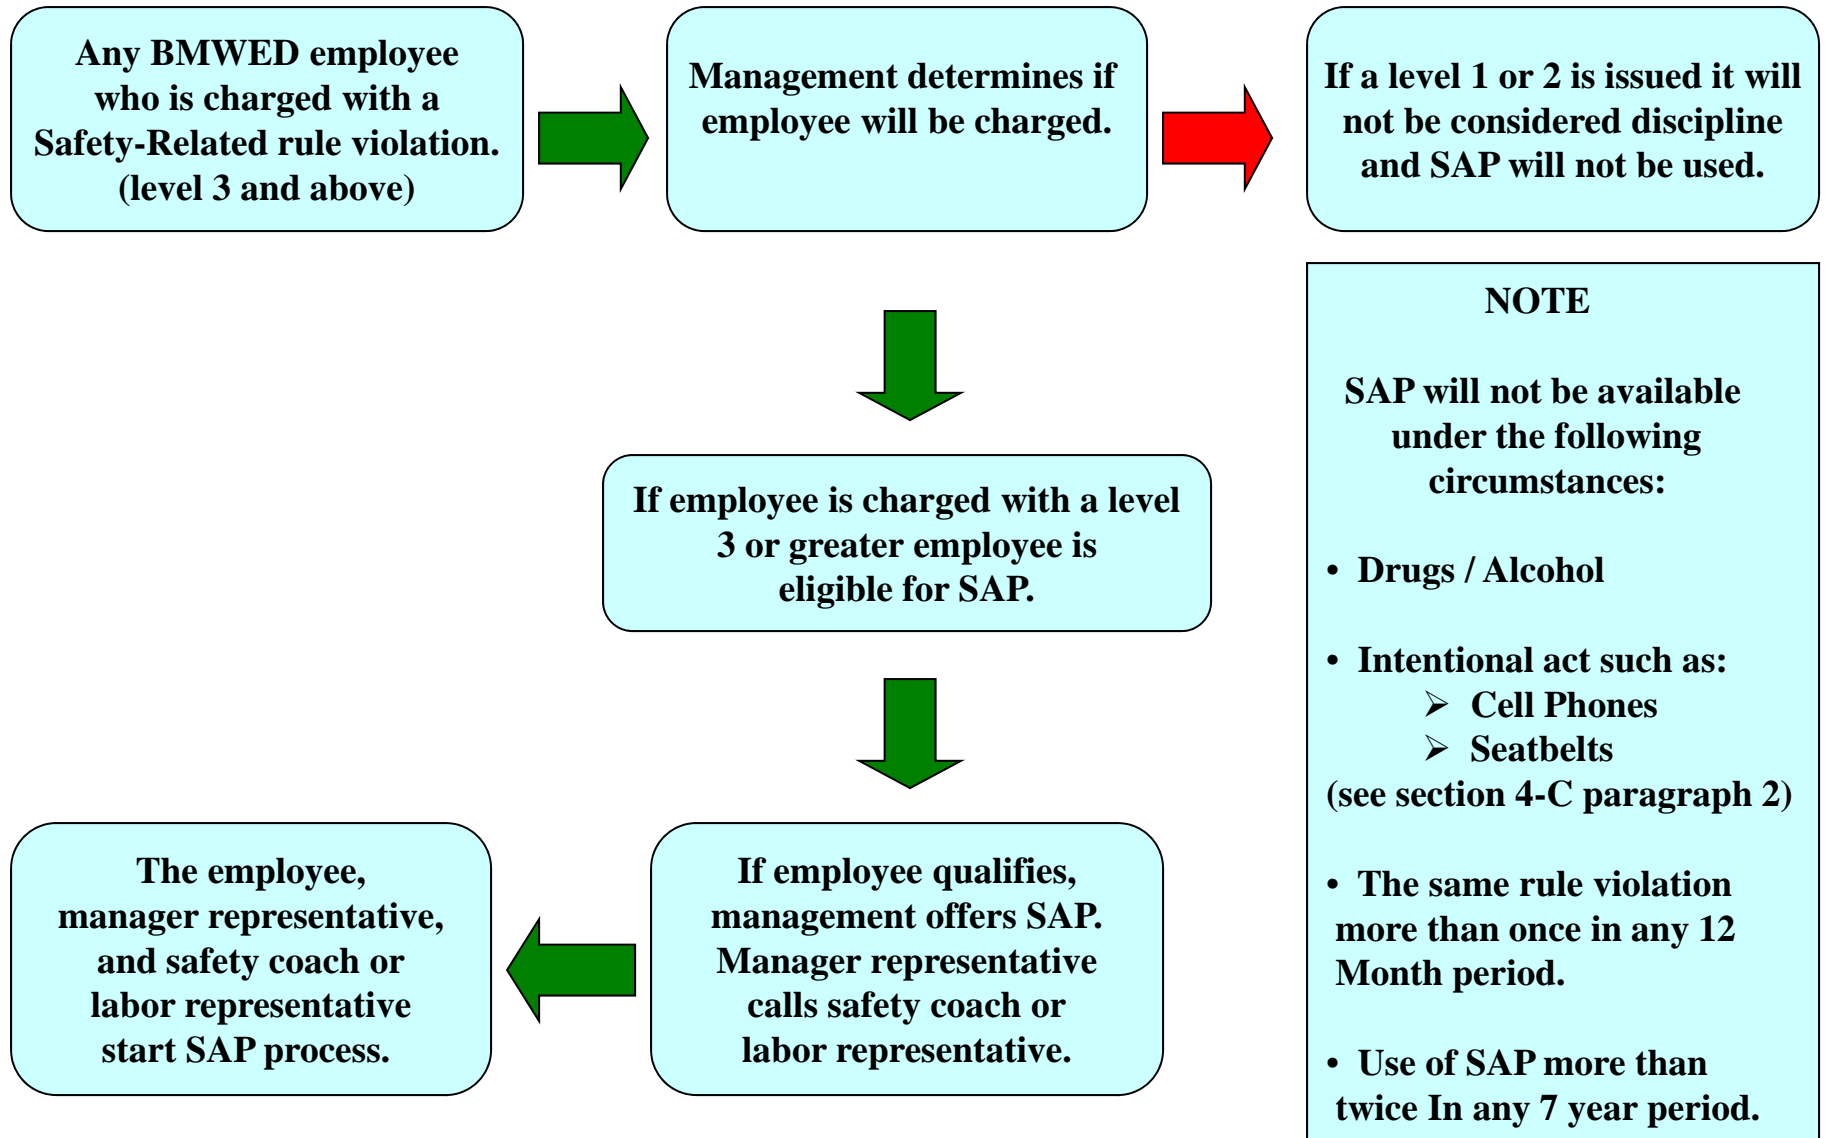 Any BMWED employee
who is charged with a
Safety-Related rule violation.
(level 3 and above)
Management determines if
employee will be charged.
If a level 1 or 2 is issued it will
not be considered discipline
and SAP will not be used.
If employee is charged with a level
3 or greater employee is
eligible for SAP.
If employee qualifies,
management offers SAP.
Manager representative
calls safety coach or
labor representative.
The employee,
manager representative,
and safety coach or
labor representative
start SAP process.
NOTE
SAP will not be available
under the following
circumstances:
• Drugs / Alcohol
• Intentional act such as:
➢ Cell Phones
➢ Seatbelts
(see section 4-C paragraph 2)
• The same rule violation
more than once in any 12
Month period.
• Use of SAP more than
twice In any 7 year period.